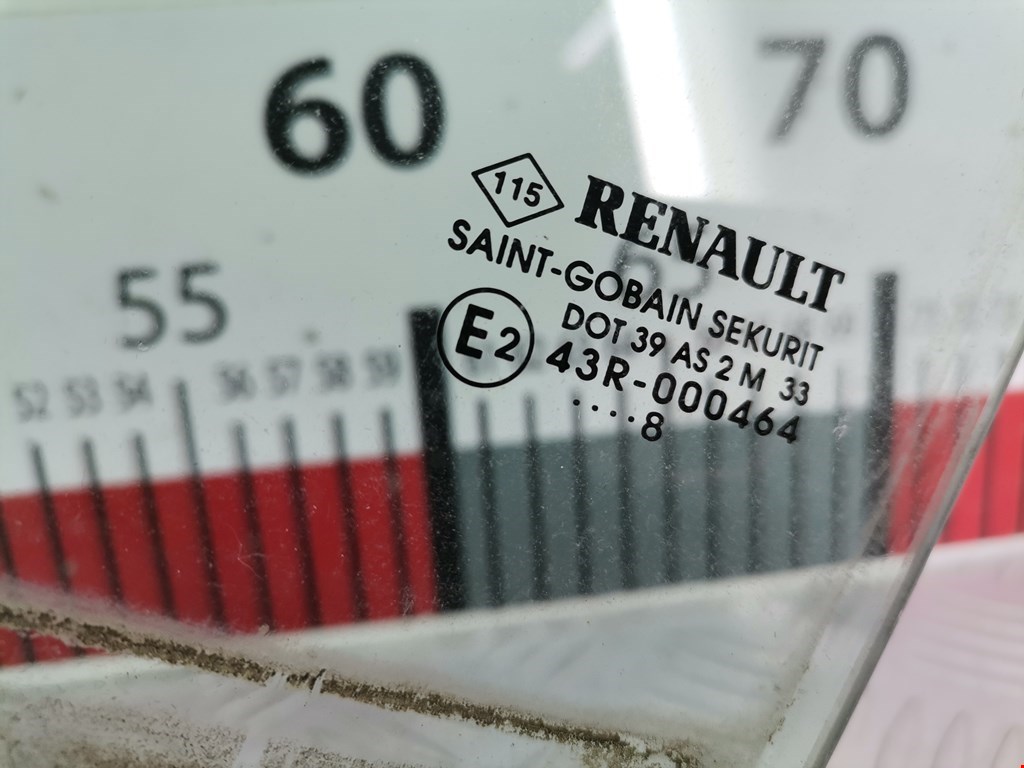 60 70
115 RENAULT
SAINT-GOBAIN SEKURIT
DOT 39 AS 2 M 33
E2 43R-000464
....8
55
52 53 54 56 57 58 59